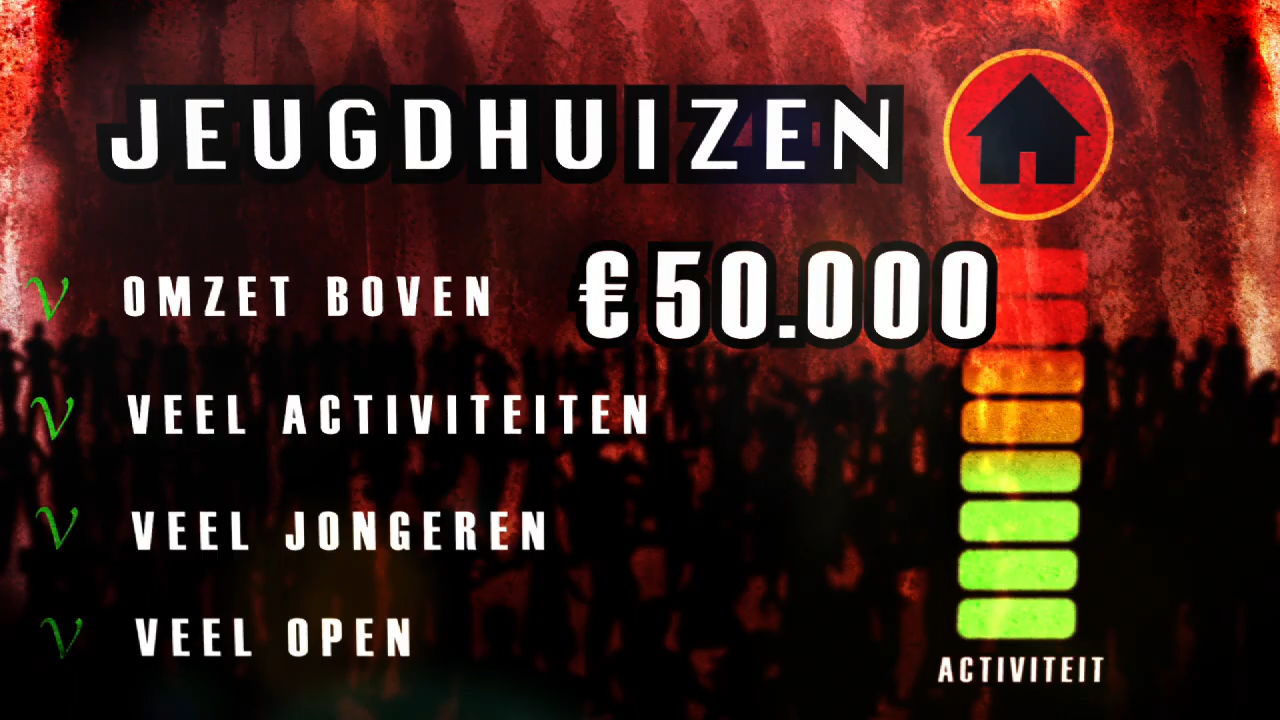 JEUGDHUIZEN
V OMZET BOVEN €50.000
V VEEL ACTIVITEITEN
V VEEL JONGEREN
V VEEL OPEN
ACTIVITEIT